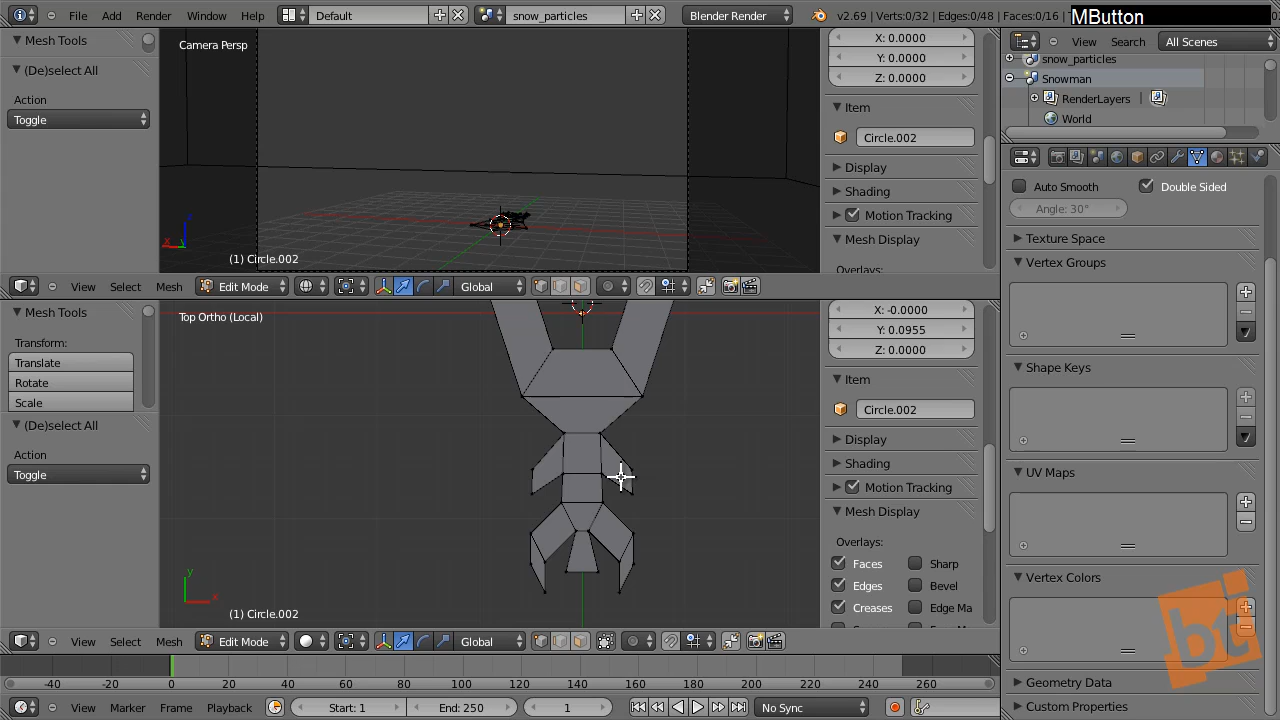 File Add Render Window Help Default snow_particles Blender Render v2.69 | Verts:0/32 | Edges:0/48 | Faces:0/16 | MButton
Mesh Tools
(De)select All
Action
Toggle
Camera Persp
(1) Circle.002
X: 0.0000
Y: 0.0000
Z: 0.0000
Item
Circle.002
Display
Shading
Motion Tracking
Mesh Display
Overlays:
View Select Mesh Edit Mode Global
Mesh Tools
Transform:
Translate
Rotate
Scale
(De)select All
Action
Toggle
Top Ortho (Local)
y
x
(1) Circle.002
X: -0.0000
Y: 0.0955
Z: 0.0000
Item
Circle.002
Display
Shading
Motion Tracking
Mesh Display
Overlays:
Faces Sharp
Edges Bevel
Creases Edge Ma
View Select Mesh Edit Mode Global
-40 -20 0 20 40 60 80 100 120 140 160 180 200 220 240 260
View Marker Frame Playback Start: 1 End: 250 1 No Sync
View Search All Scenes
snow_particles
Snowman
RenderLayers |
World
Auto Smooth Double Sided
Angle: 30°
Texture Space
Vertex Groups
Shape Keys
UV Maps
Vertex Colors
Geometry Data
Custom Properties
bt